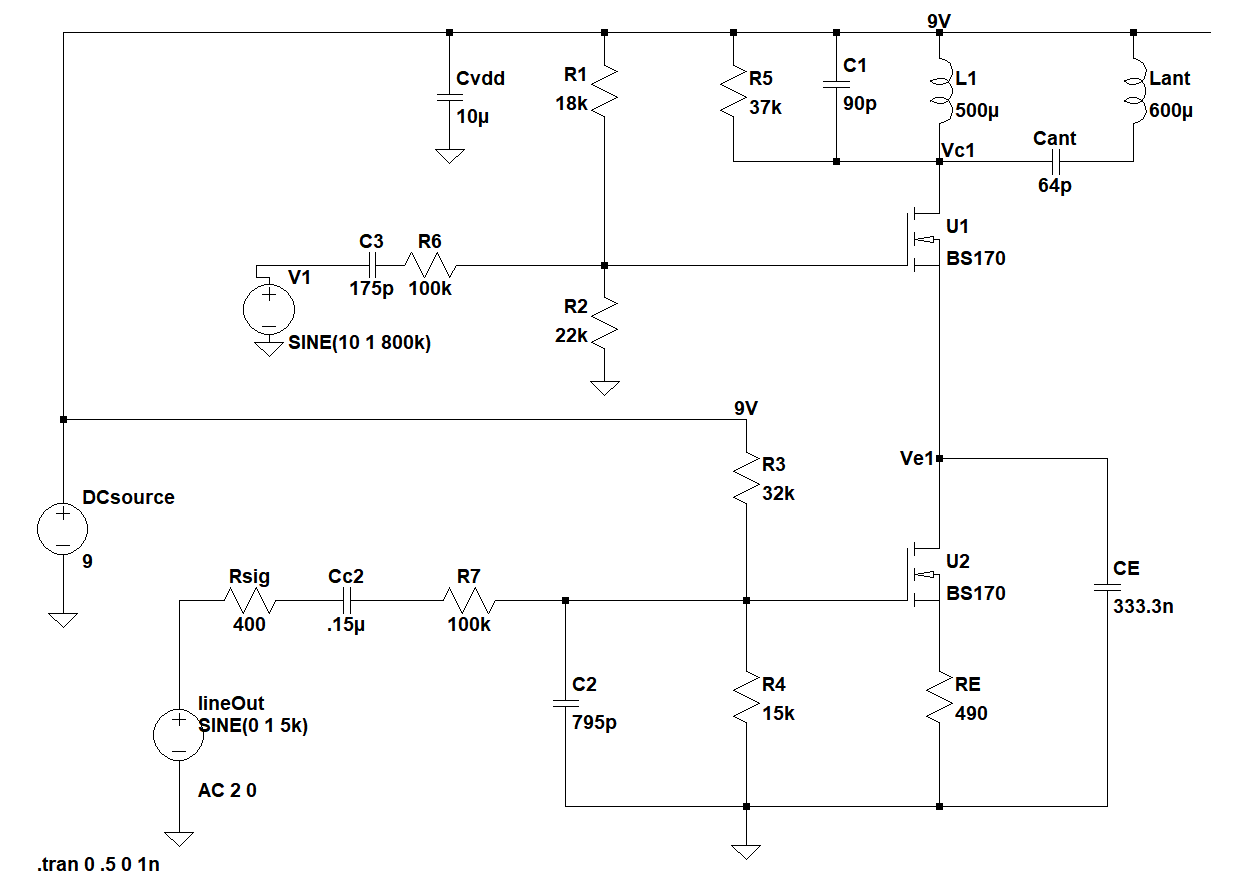 9V
Cvdd
10µ
R1
18k
R5
37k
C1
90p
L1
500µ
Lant
600µ
Vc1
Cant
64p
U1
BS170
C3
175p
R6
100k
V1
SINE(10 1 800k)
R2
22k
9V
R3
32k
Ve1
DCsource
9
U2
BS170
CE
333.3n
Rsig
400
Cc2
.15µ
R7
100k
C2
795p
R4
15k
RE
490
lineOut
SINE(0 1 5k)
AC 2 0
.tran 0 .5 0 1n